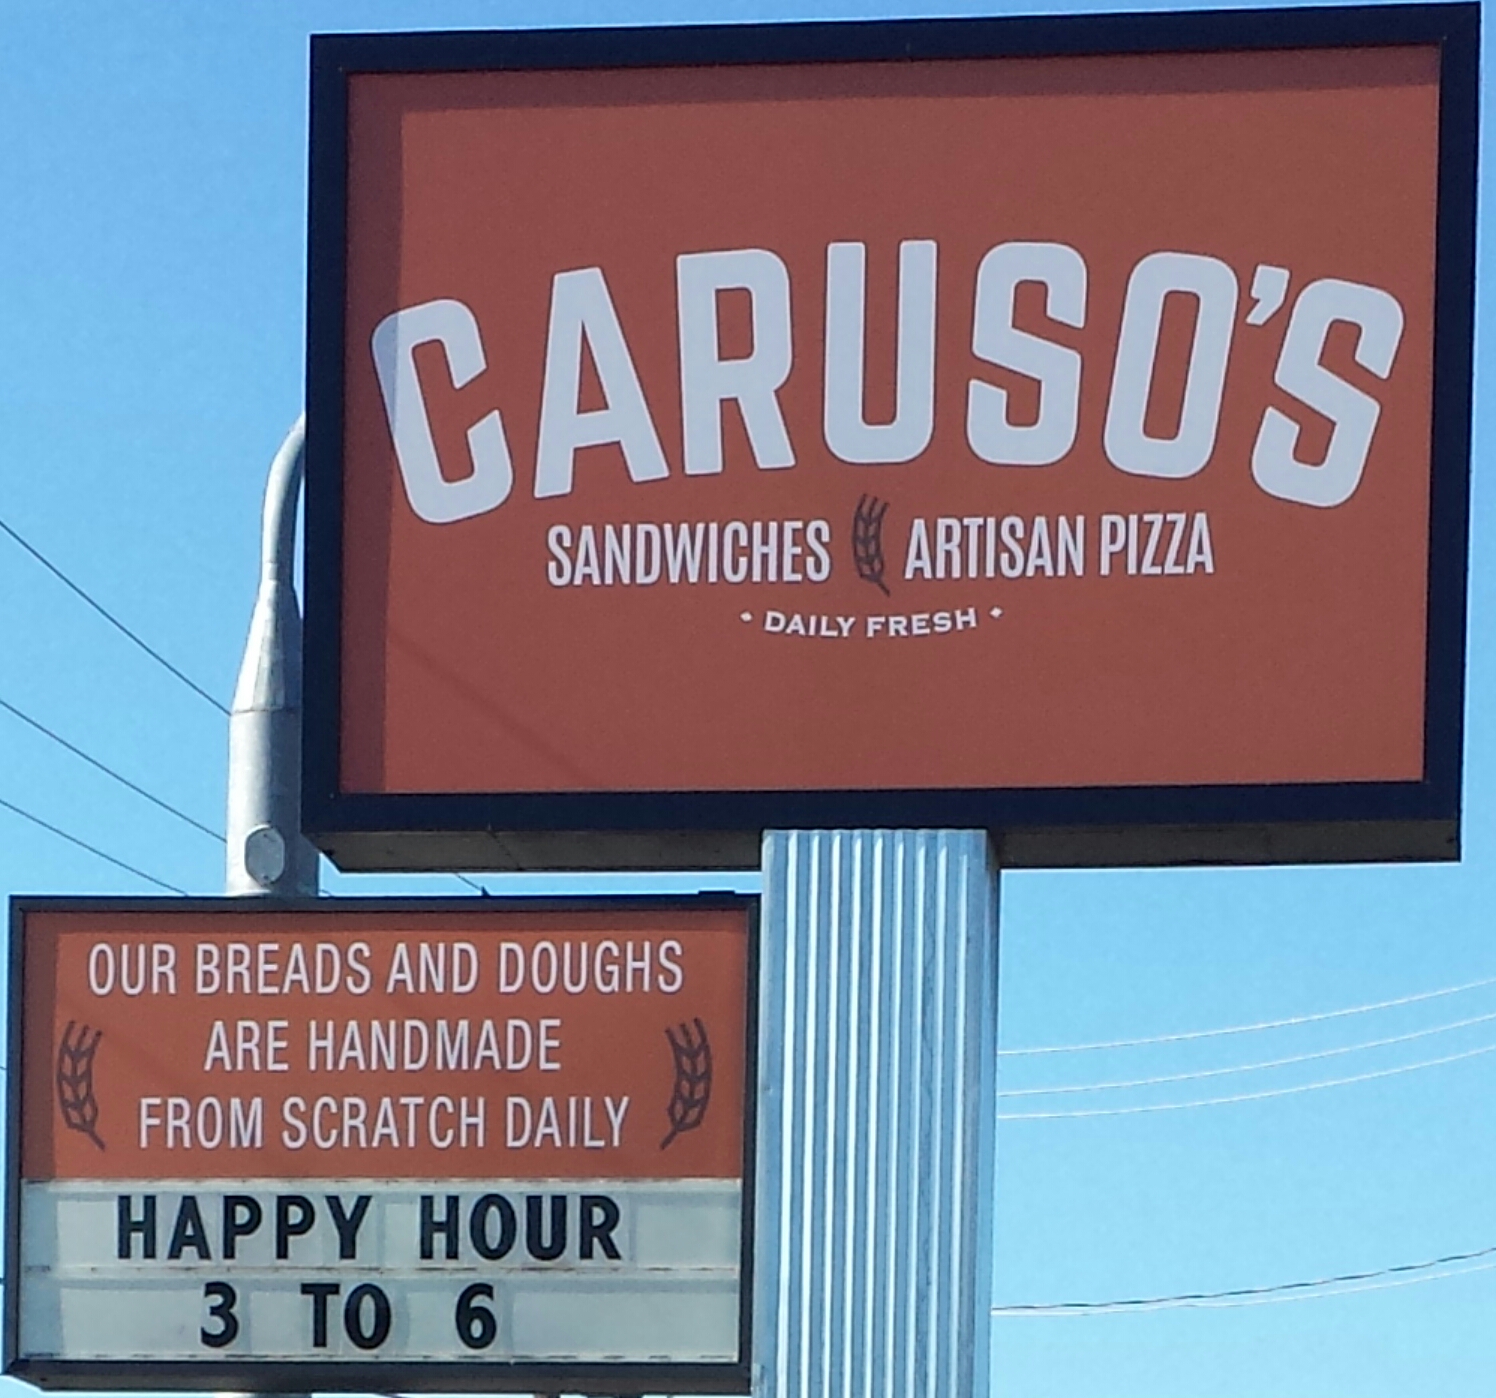 CARUSO'S
SANDWICHES ARTISAN PIZZA
• DAILY FRESH •
OUR BREADS AND DOUGHS
ARE HANDMADE
FROM SCRATCH DAILY
HAPPY HOUR
3 TO 6